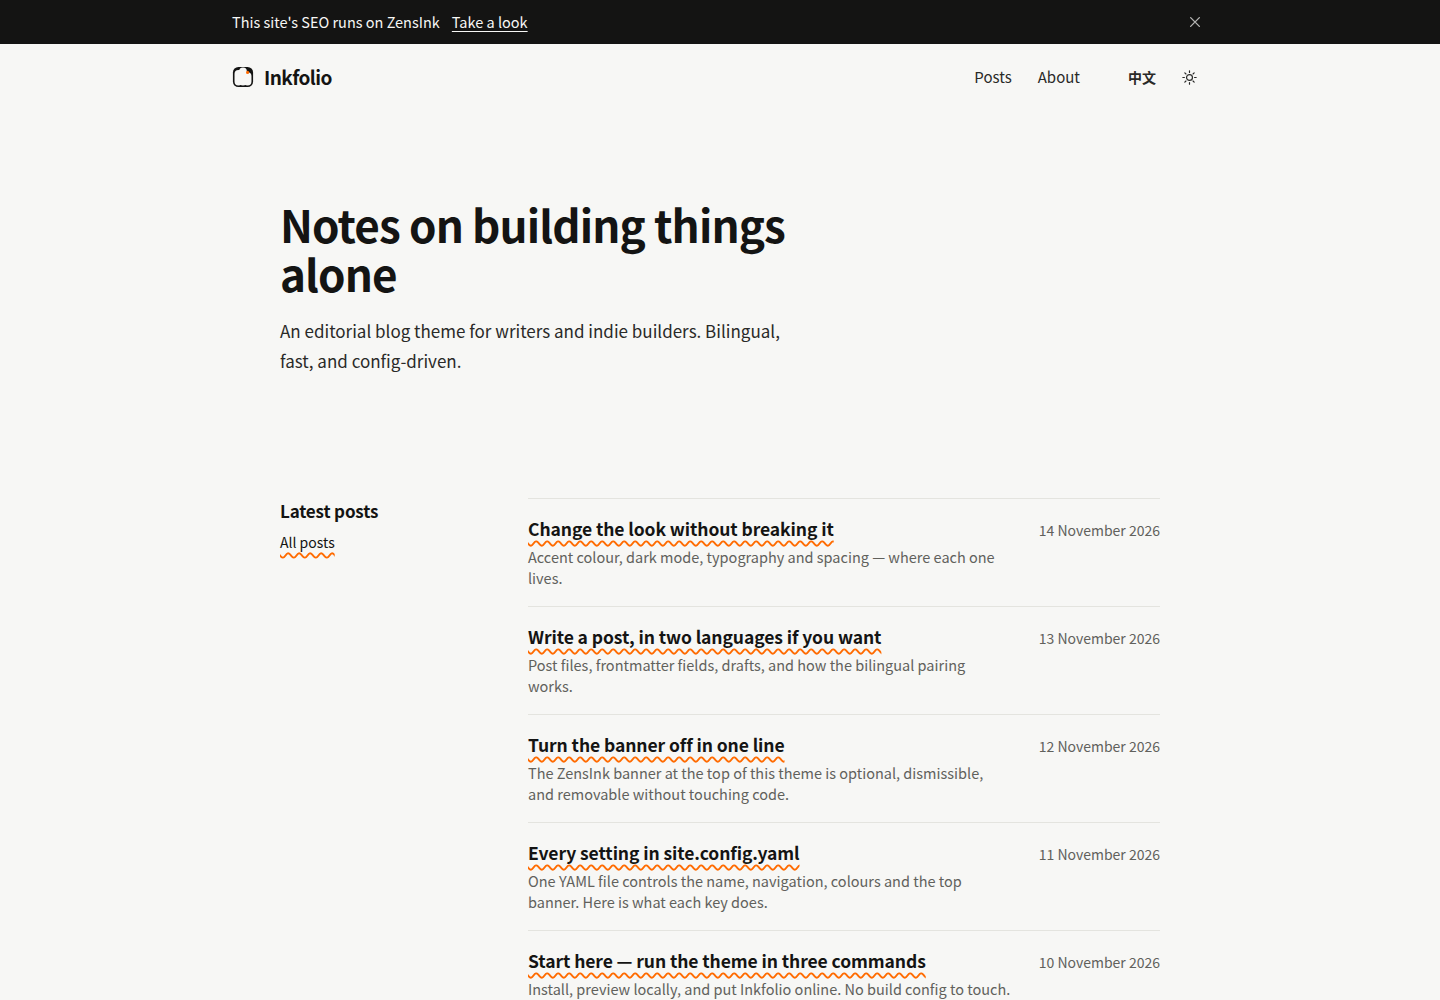 This site's SEO runs on ZensInk Take a look
Inkfolio
Posts About 中文
Notes on building things
alone
An editorial blog theme for writers and indie builders. Bilingual,
fast, and config-driven.
Latest posts
All posts
Change the look without breaking it 14 November 2026
Accent colour, dark mode, typography and spacing — where each one
lives.
Write a post, in two languages if you want 13 November 2026
Post files, frontmatter fields, drafts, and how the bilingual pairing
works.
Turn the banner off in one line 12 November 2026
The ZensInk banner at the top of this theme is optional, dismissible,
and removable without touching code.
Every setting in site.config.yaml 11 November 2026
One YAML file controls the name, navigation, colours and the top
banner. Here is what each key does.
Start here — run the theme in three commands 10 November 2026
Install, preview locally, and put Inkfolio online. No build config to touch.